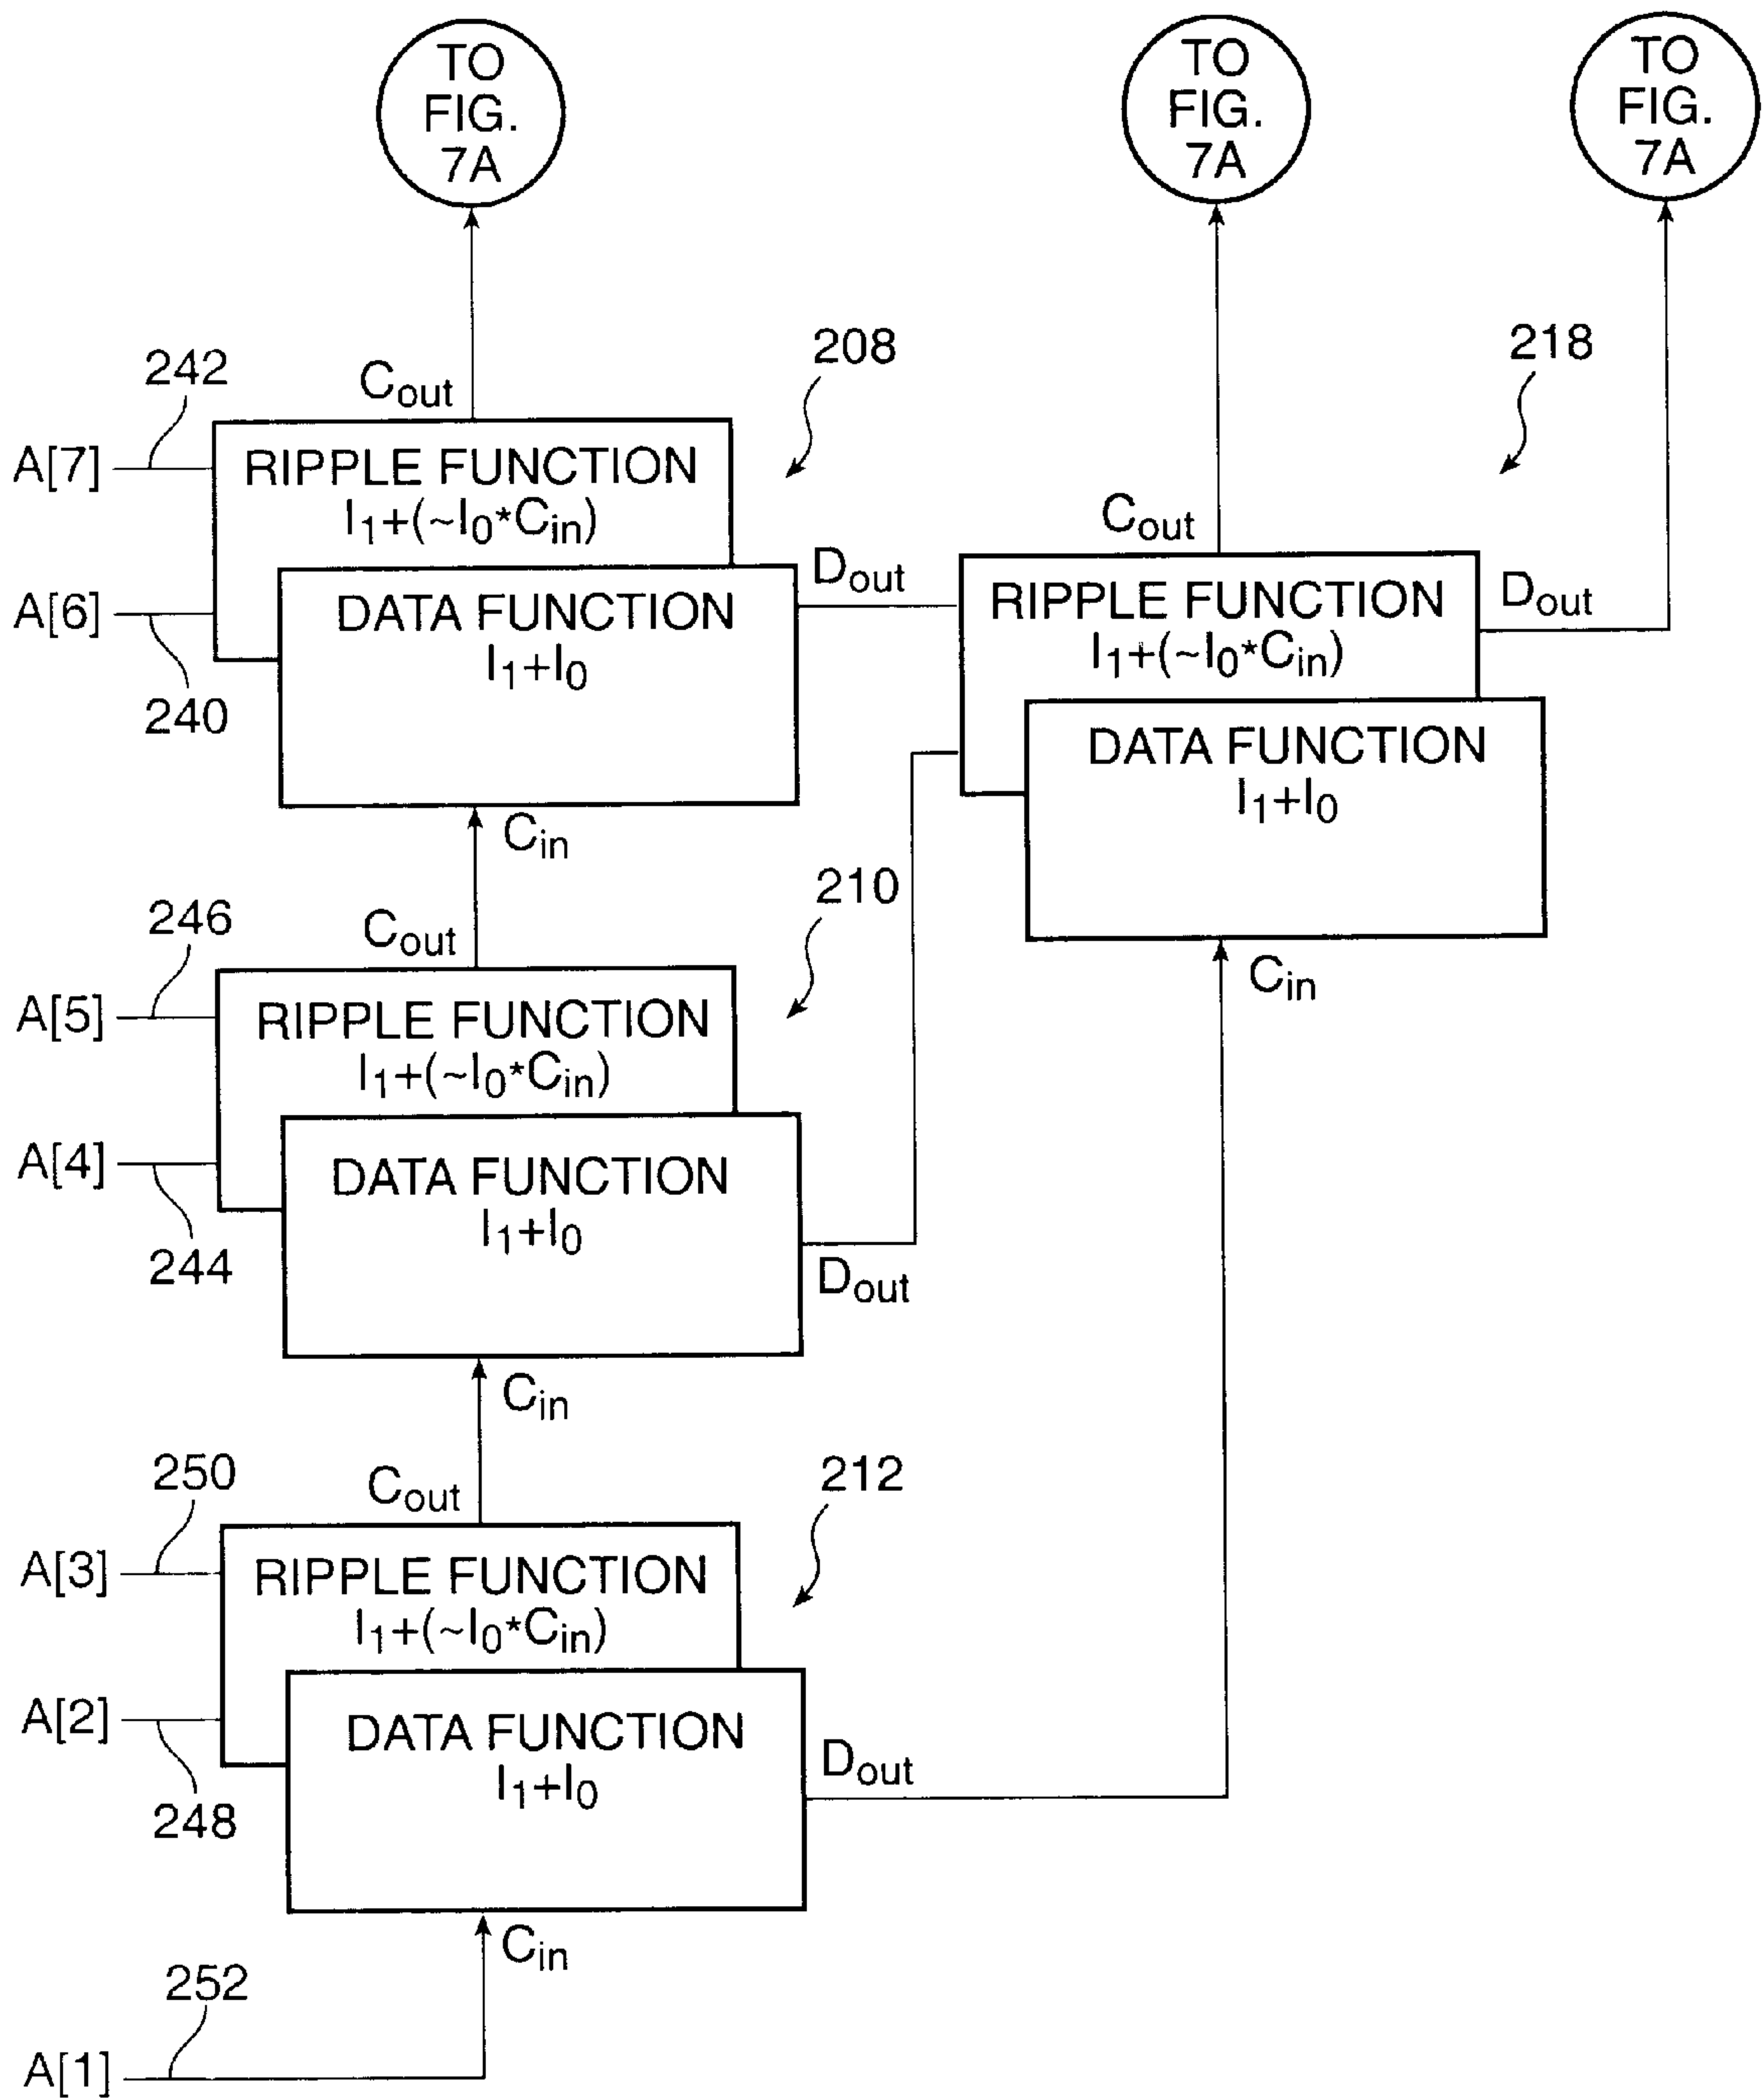 TO
FIG.
7A
TO
FIG.
7A
TO
FIG.
7A
208
218
242
Cout
A[7]
RIPPLE FUNCTION
I1+(~I0*Cin)
Cout
Dout
A[6]
DATA FUNCTION
I1+I0
RIPPLE FUNCTION
I1+(~I0*Cin)
Dout
240
DATA FUNCTION
I1+I0
Cin
210
246
Cout
Cin
A[5]
RIPPLE FUNCTION
I1+(~I0*Cin)
A[4]
DATA FUNCTION
I1+I0
244
Dout
Cin
250
Cout
212
A[3]
RIPPLE FUNCTION
I1+(~I0*Cin)
A[2]
DATA FUNCTION
I1+I0
Dout
248
Cin
252
A[1]